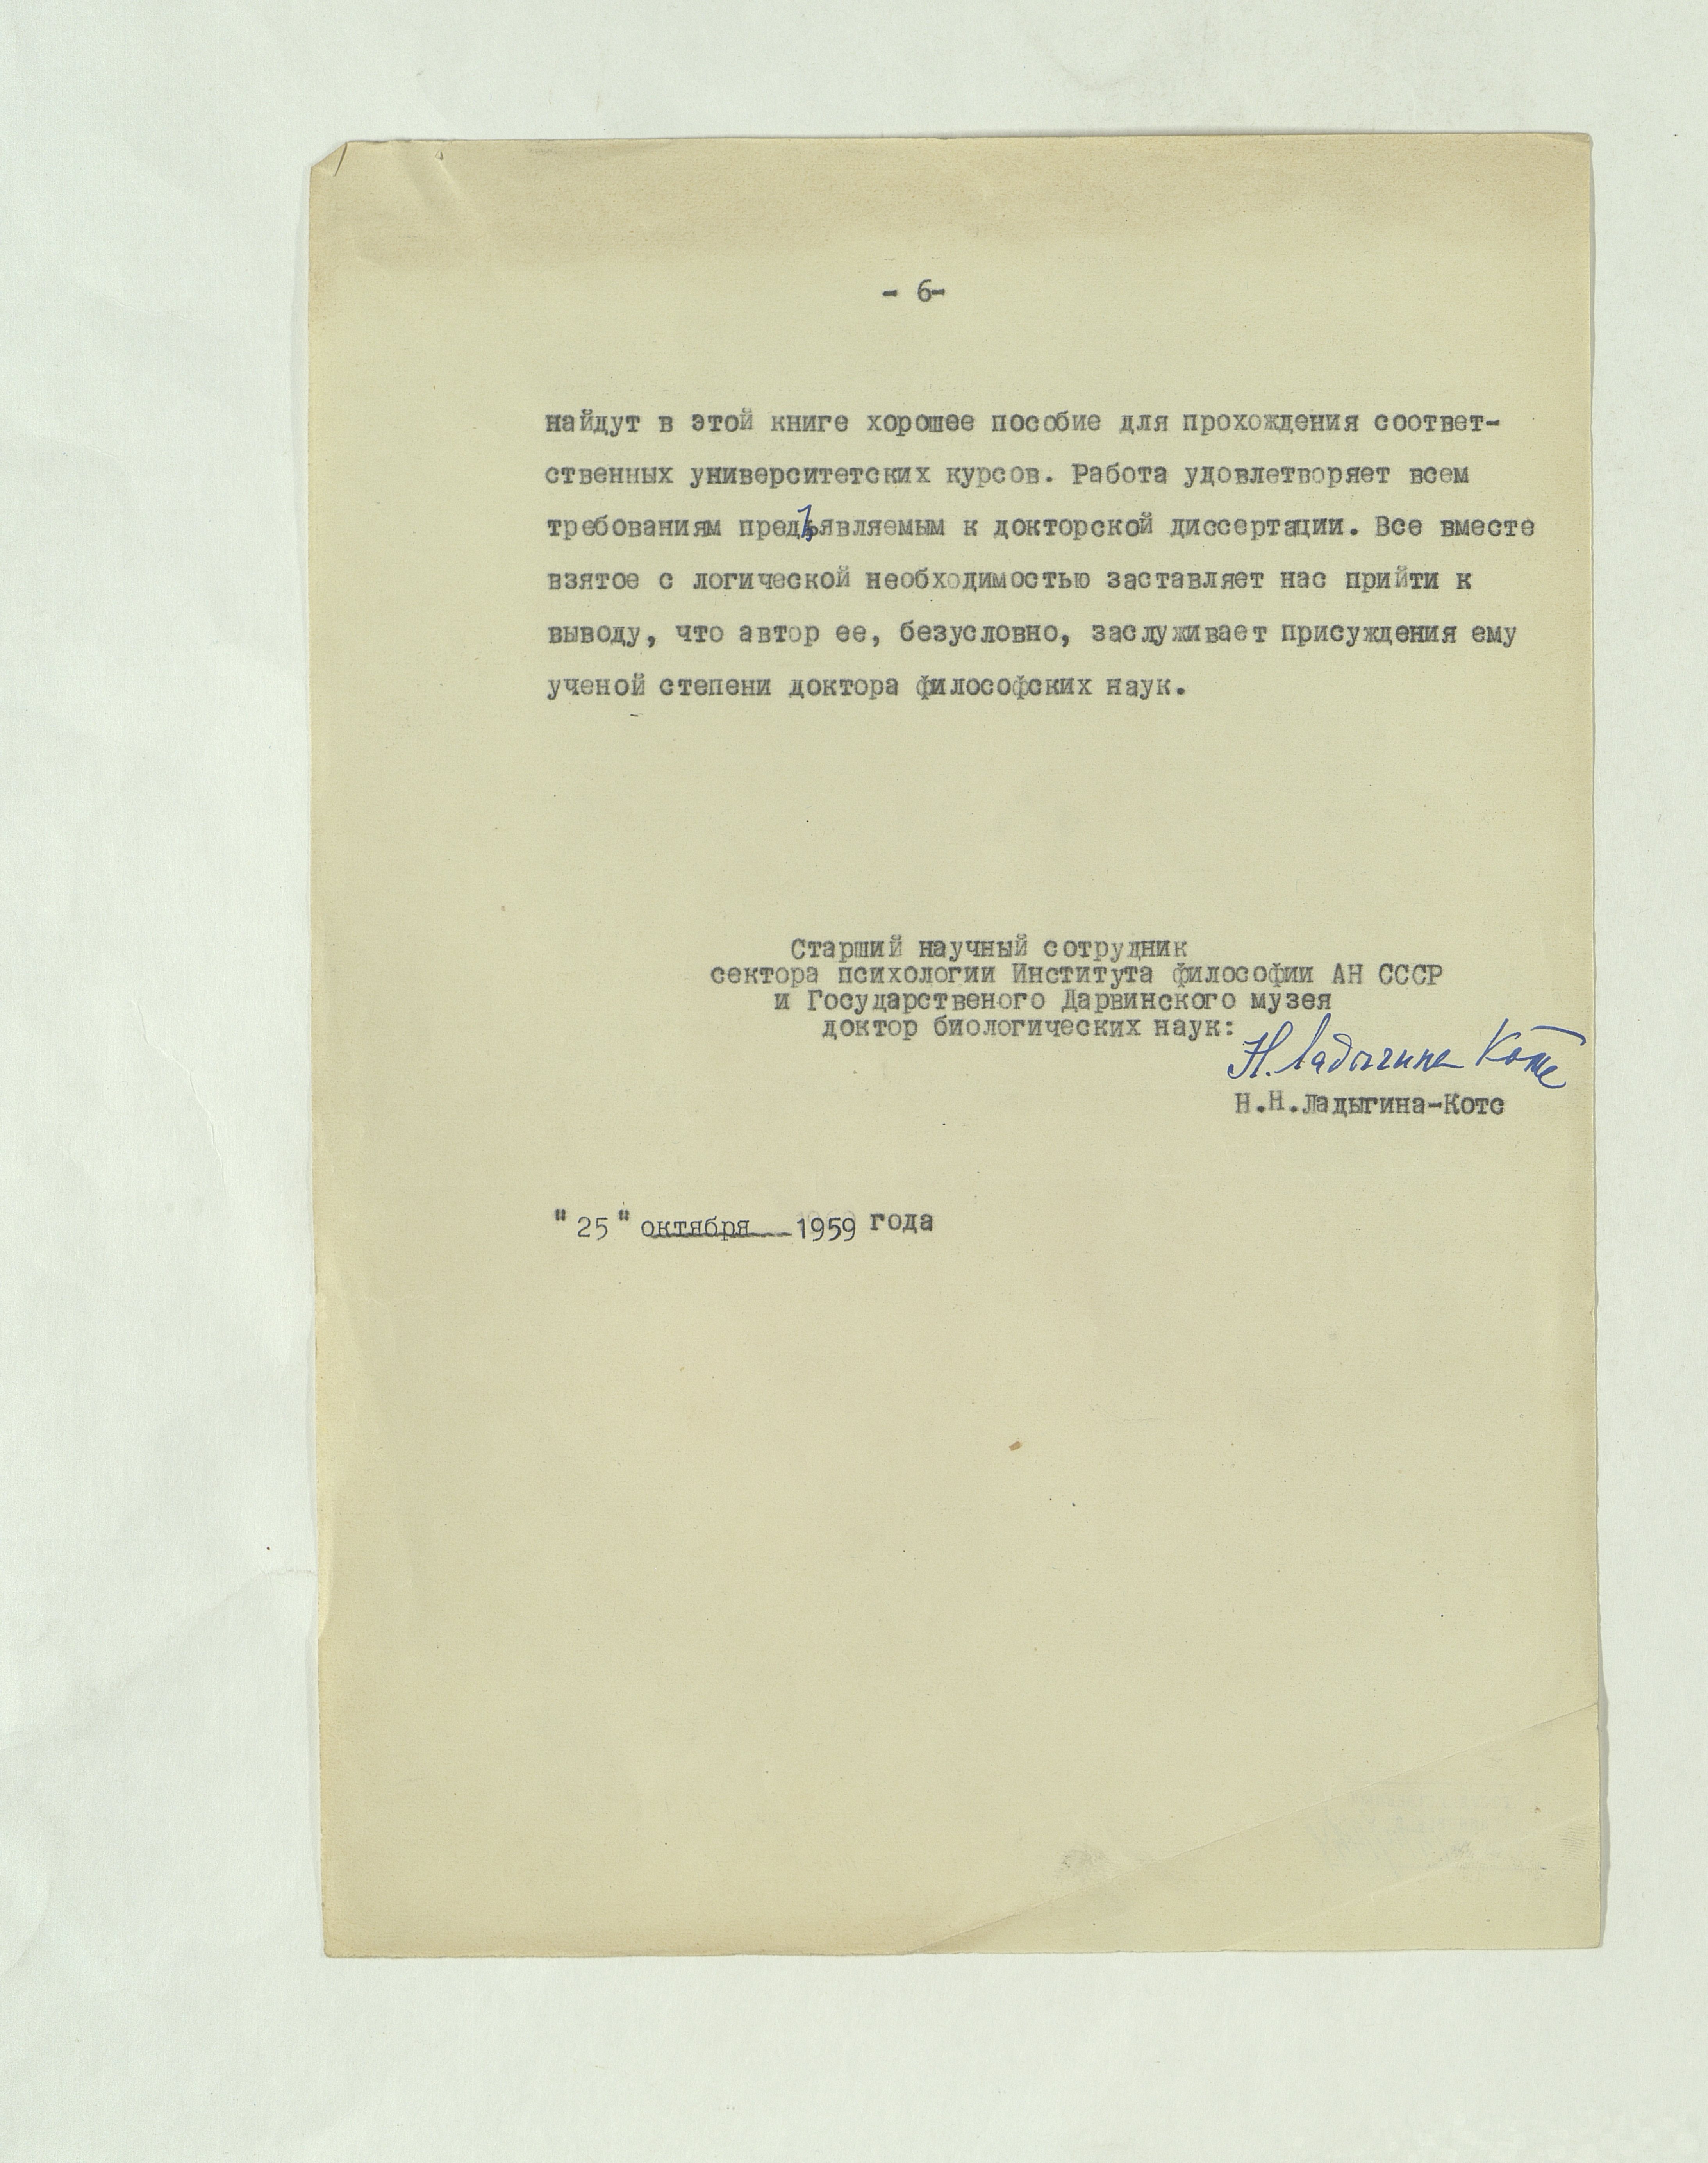 - 6-
найдут в этой книге хорошее пособие для прохождения соответ-
ственных университетских курсов. Работа удовлетворяет всем
требованиям предъявляемым к докторской диссертации. Все вместе
взятое с логической необходимостью заставляет нас прийти к
выводу, что автор ее, безусловно, заслуживает присуждения ему
ученой степени доктора философских наук.
Старший научный сотрудник
сектора психологии Института философии АН СССР
и Государственого Дарвинского музея
доктор биологических наук:
Н. Ладыгина Котс
Н.Н.Ладыгина-Котс
"25" октября 1959 года